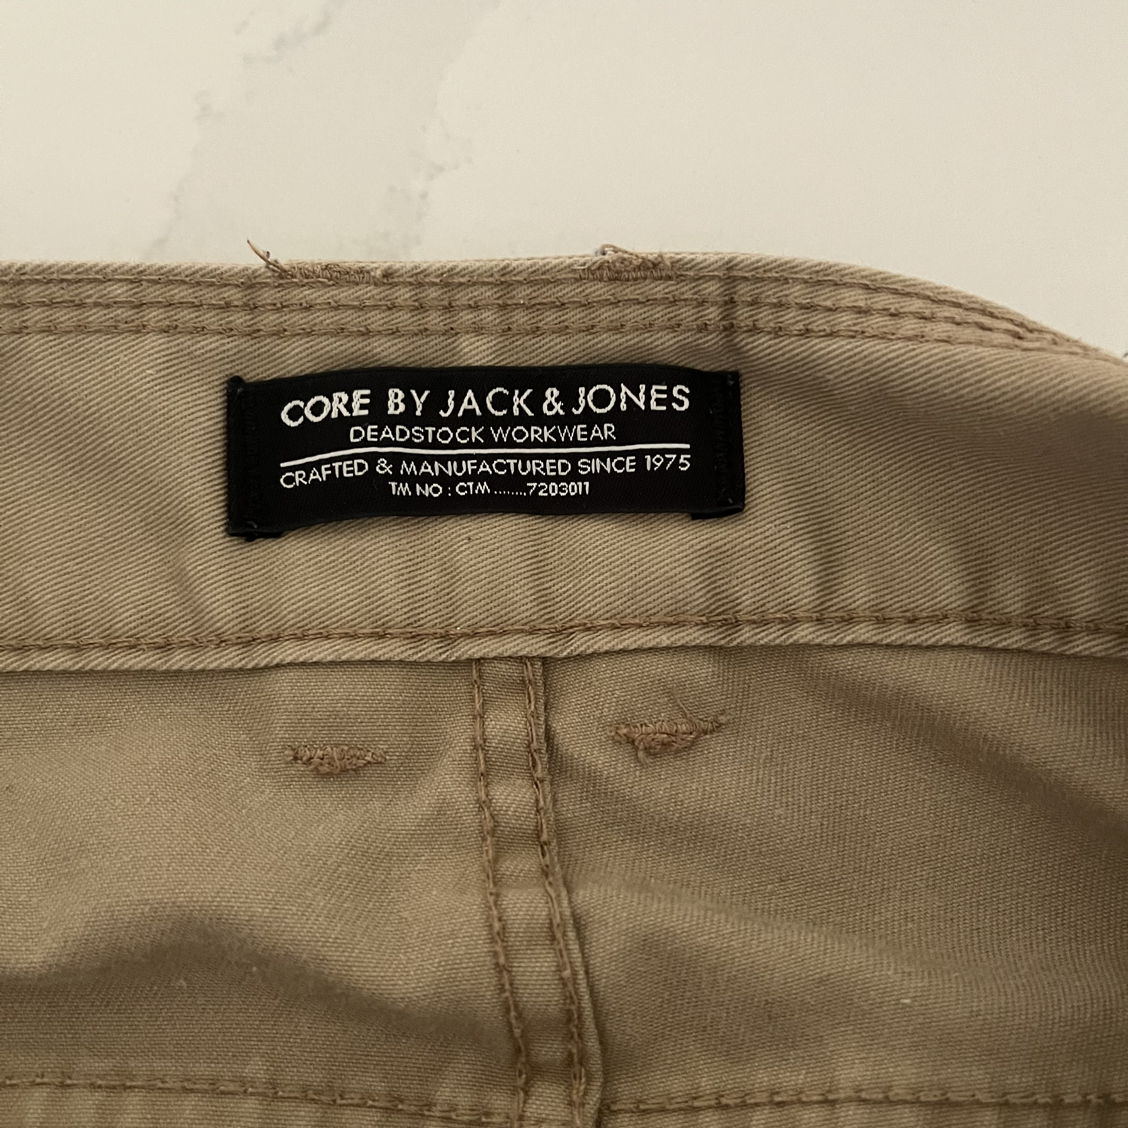 CORE BY JACK & JONES
DEADSTOCK WORKWEAR
CRAFTED & MANUFACTURED SINCE 1975
TM NO : CTM ........7203011